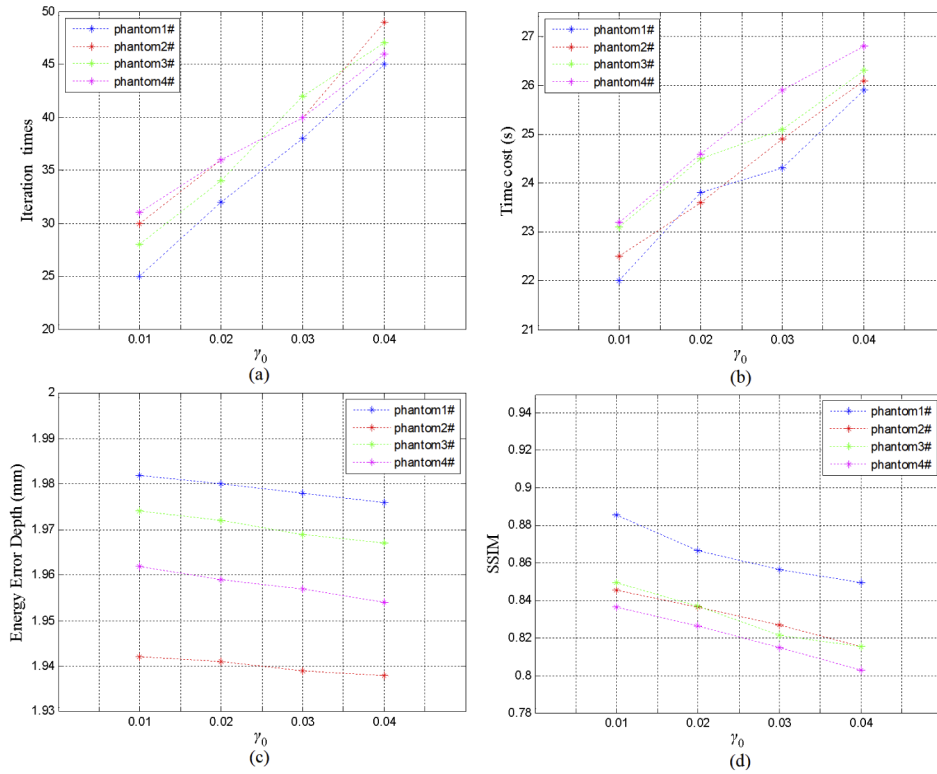 50
45
40
35
30
25
20
Iteration times
phantom1#
phantom2#
phantom3#
phantom4#
0.01 0.02 0.03 0.04
γ0
(a)
27
26
25
24
23
22
21
Time cost (s)
phantom1#
phantom2#
phantom3#
phantom4#
0.01 0.02 0.03 0.04
γ0
(b)
2
1.99
1.98
1.97
1.96
1.95
1.94
1.93
Energy Error Depth (mm)
phantom1#
phantom2#
phantom3#
phantom4#
0.01 0.02 0.03 0.04
γ0
(c)
0.94
0.92
0.9
0.88
0.86
0.84
0.82
0.8
0.78
SSIM
phantom1#
phantom2#
phantom3#
phantom4#
0.01 0.02 0.03 0.04
γ0
(d)